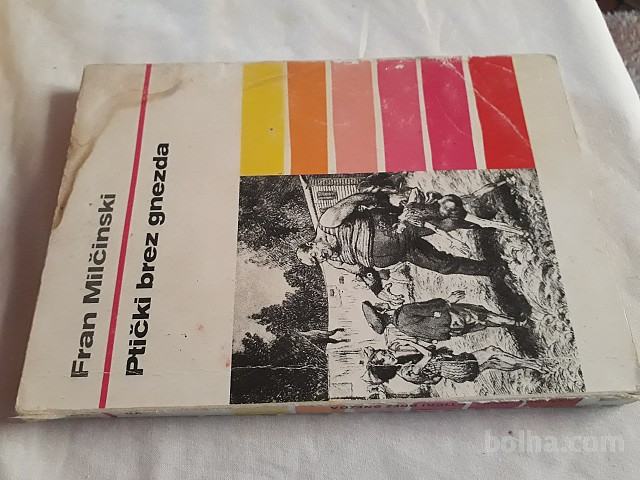 Fran Milčinski
Ptički brez gnezda
bolha.com